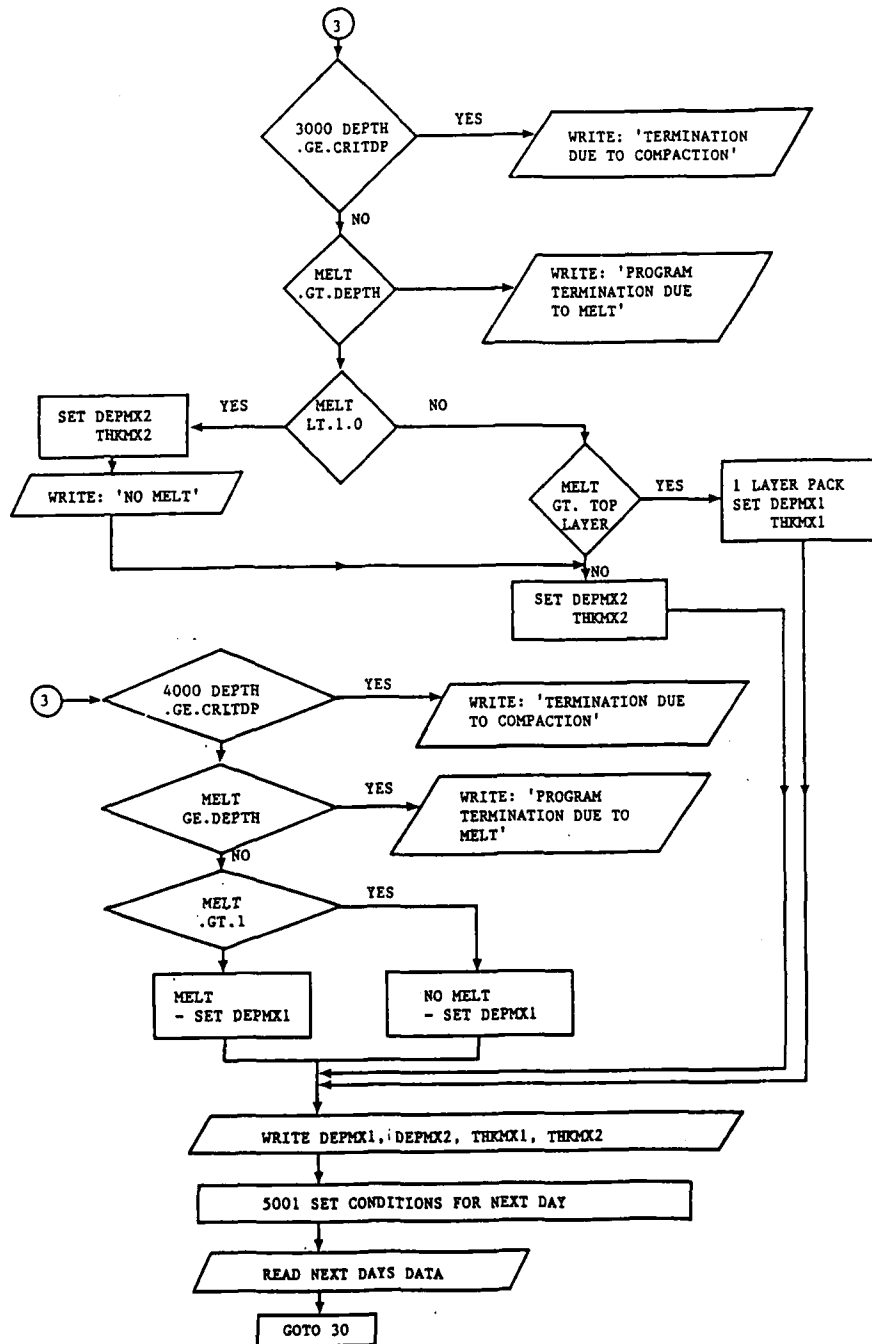 3
3000 DEPTH
.GE.CRITDP
YES
WRITE: 'TERMINATION
DUE TO COMPACTION'
NO
MELT
.GT.DEPTH
WRITE: 'PROGRAM
TERMINATION DUE
TO MELT'
MELT
LT.1.0
YES
NO
SET DEPMX2
THKMX2
WRITE: 'NO MELT'
MELT
GT. TOP
LAYER
YES
1 LAYER PACK
SET DEPMX1
THKMX1
NO
SET DEPMX2
THKMX2
3
4000 DEPTH
.GE.CRITDP
YES
WRITE: 'TERMINATION DUE
TO COMPACTION'
MELT
GE.DEPTH
YES
WRITE: 'PROGRAM
TERMINATION DUE TO
MELT'
NO
MELT
.GT.1
YES
MELT
- SET DEPMX1
NO MELT
- SET DEPMX1
WRITE DEPMX1, DEPMX2, THKMX1, THKMX2
5001 SET CONDITIONS FOR NEXT DAY
READ NEXT DAYS DATA
GOTO 30